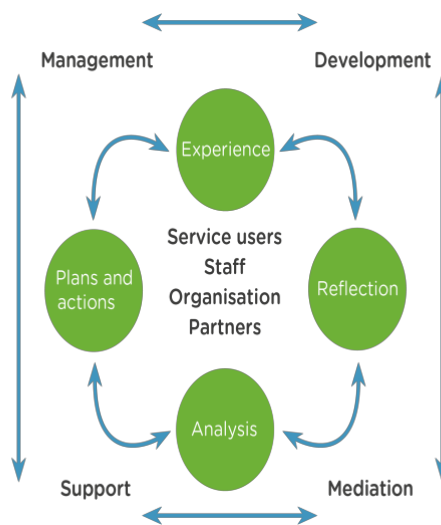 Management
Development
Experience
Service users
Staff
Organisation
Partners
Plans and
actions
Reflection
Analysis
Support
Mediation